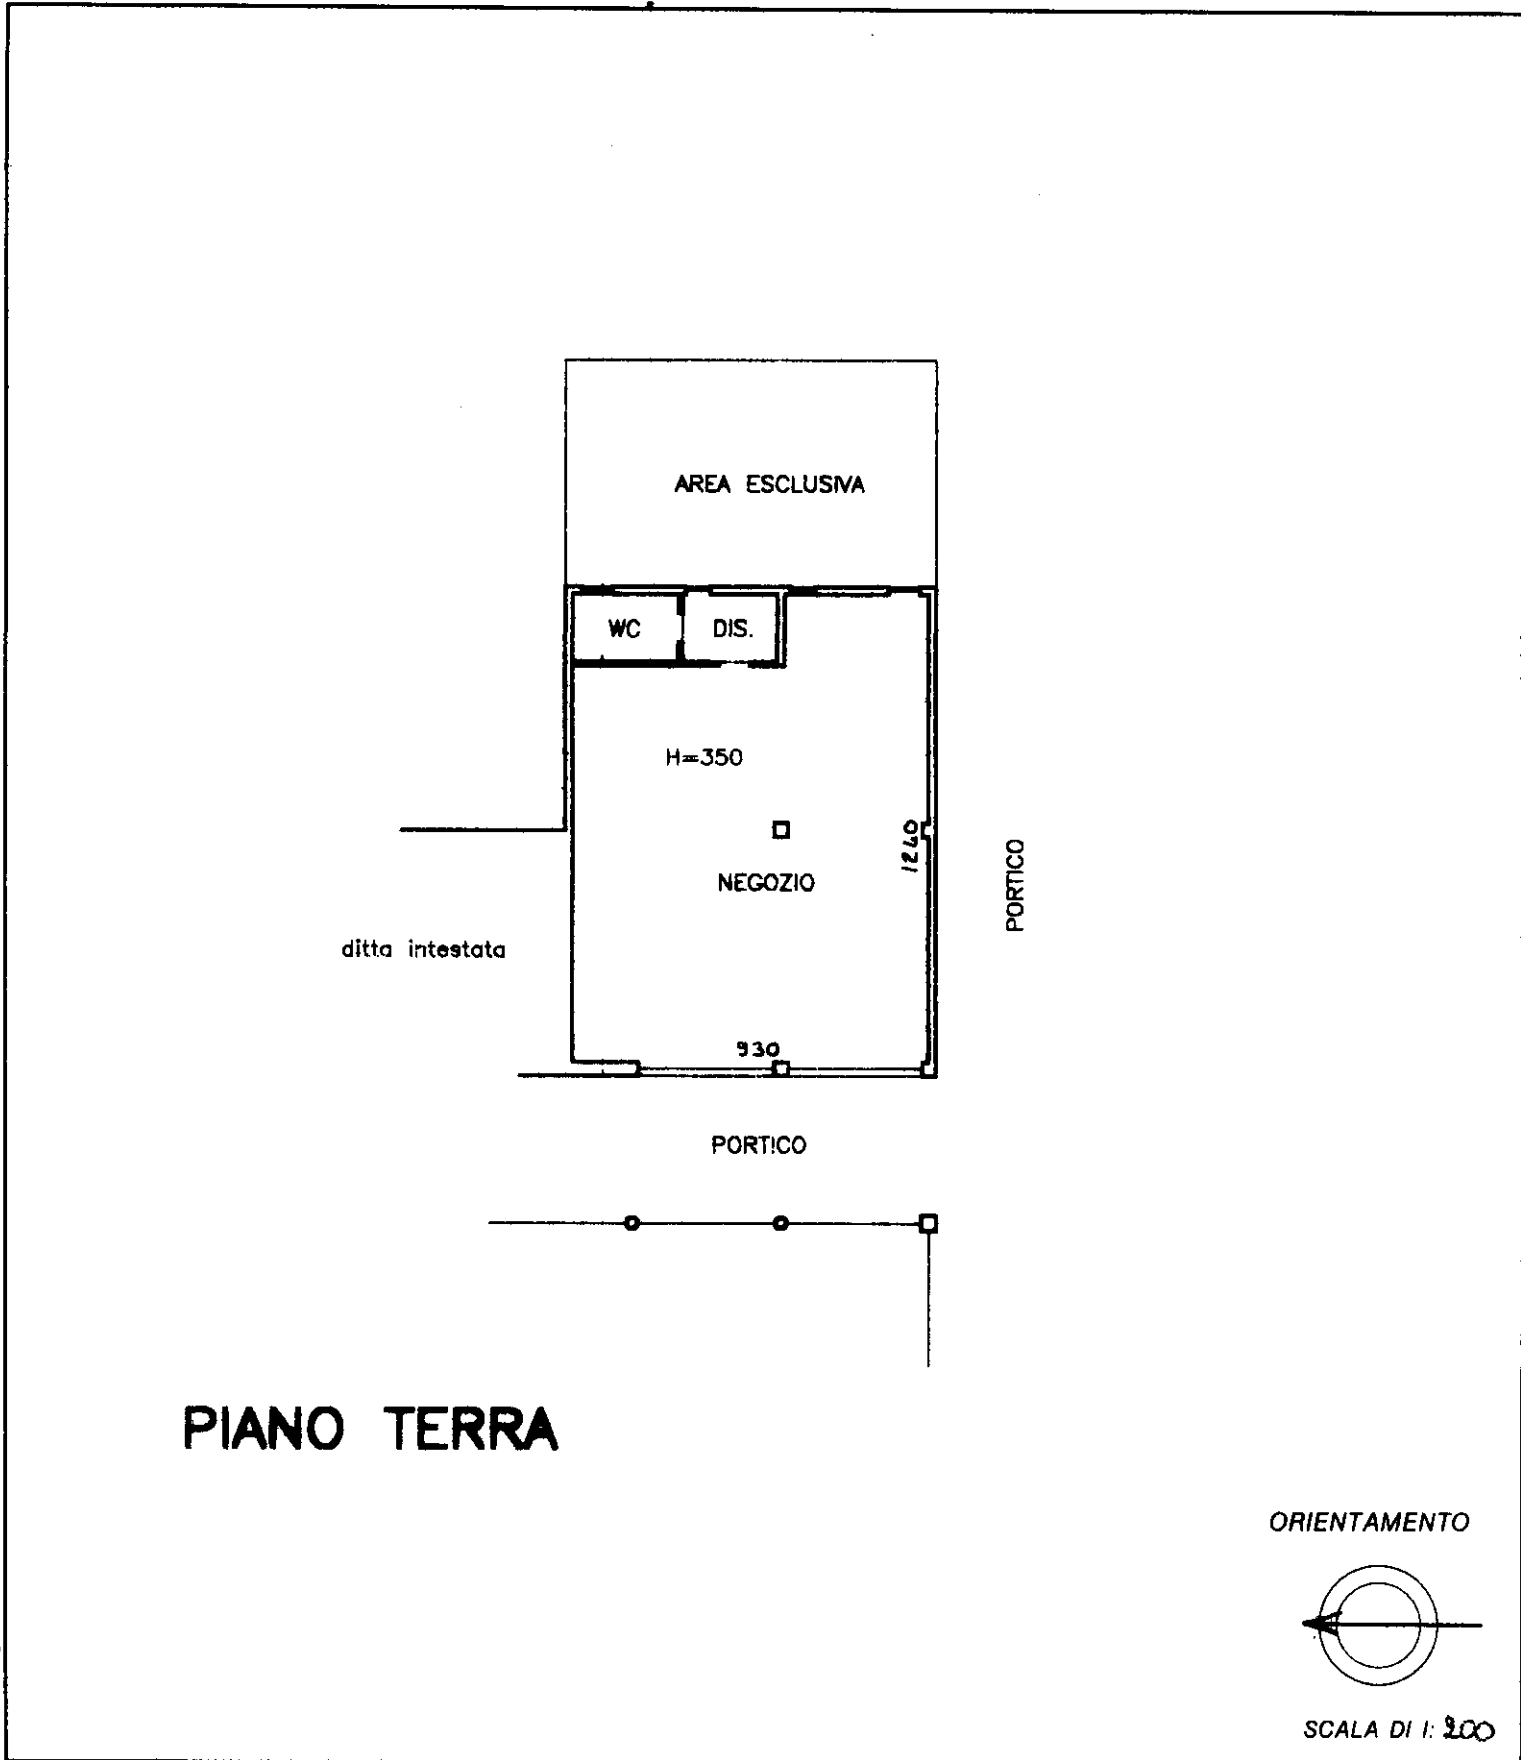 AREA ESCLUSIVA
WC
DIS.
H=350
1240
NEGOZIO
PORTICO
ditta intestata
930
PORTICO
PIANO TERRA
ORIENTAMENTO
SCALA DI 1: 200